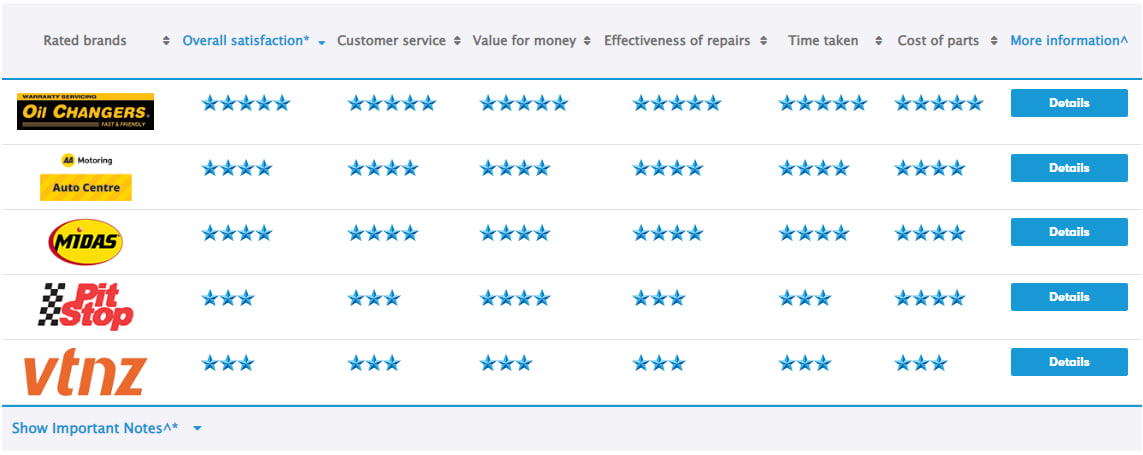 Rated brands Overall satisfaction* Customer service Value for money Effectiveness of repairs Time taken Cost of parts More information^
WARRANTY SERVICING
OIL CHANGERS.
FAST & FRIENDLY
Details
AA Motoring
Auto Centre
Details
MIDAS
Details
Pit
Stop
Details
vtnz
Details
Show Important Notes^*